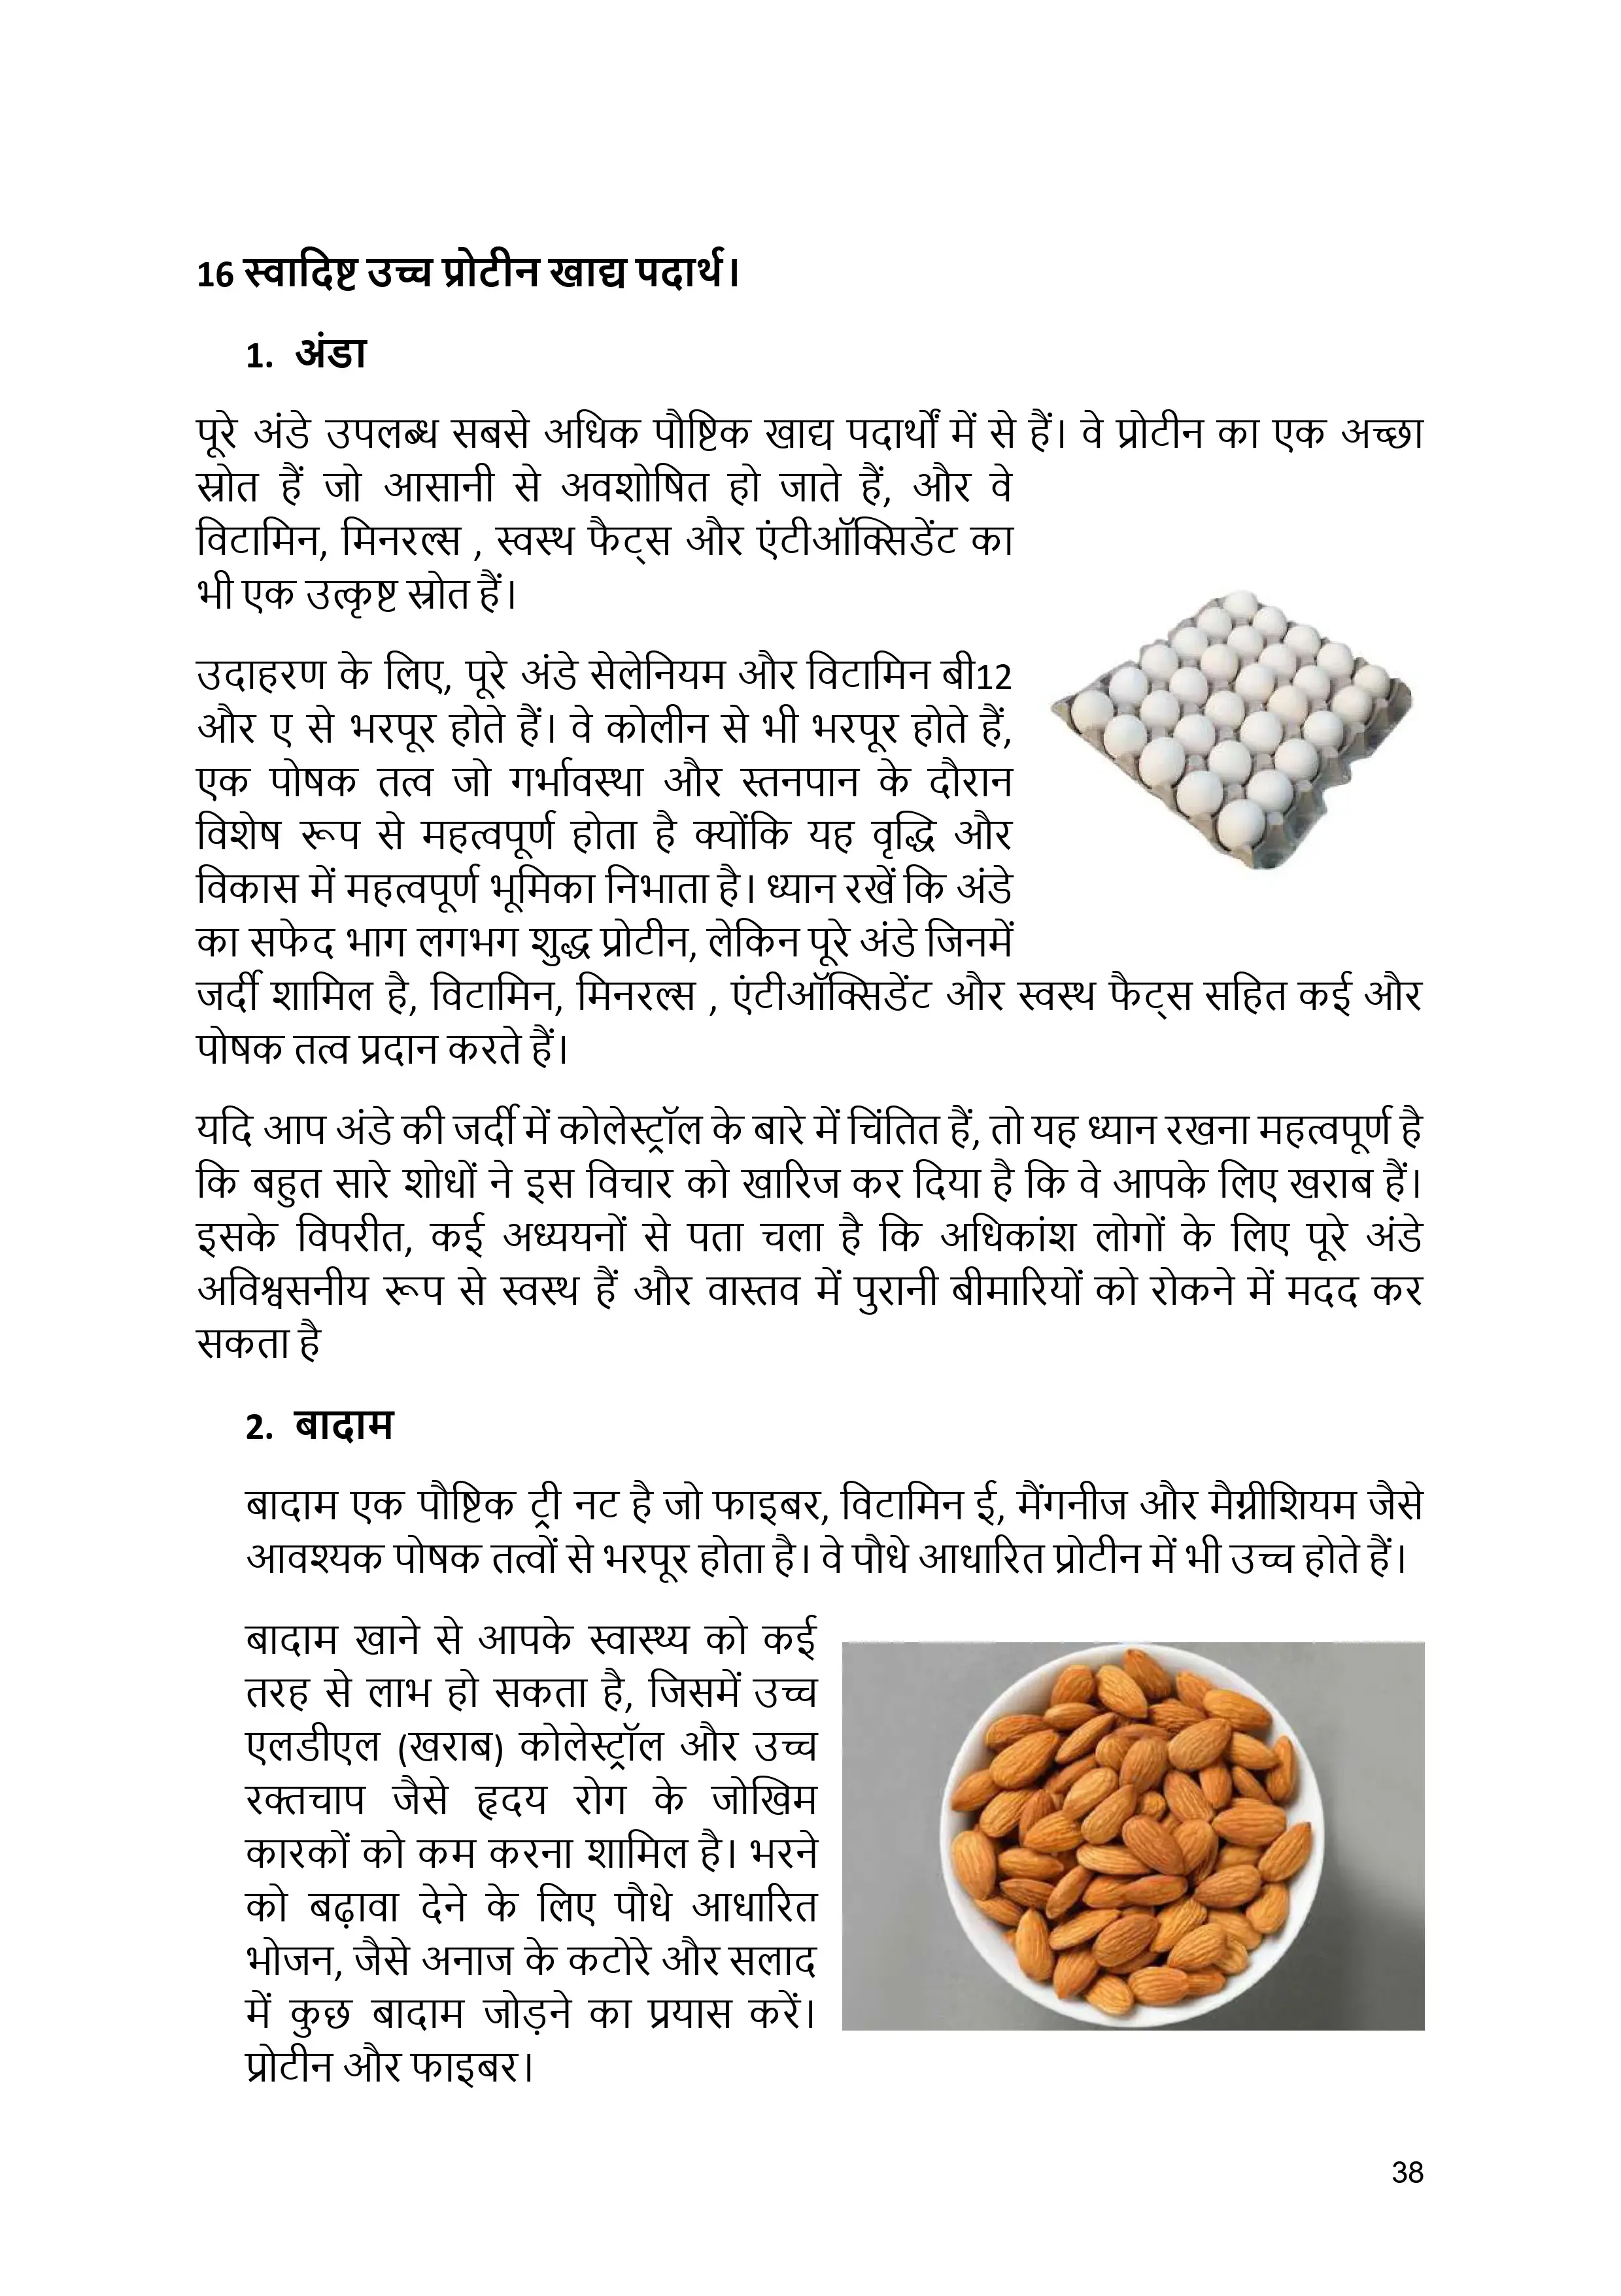 16 स्वादिष्ट उच्च प्रोटीन खाद्य पदार्थ।
1. अंडा
पूरे अंडे उपलब्ध सबसे अधिक पौष्टिक खाद्य पदार्थों में से हैं। वे प्रोटीन का एक अच्छा
स्रोत हैं जो आसानी से अवशोषित हो जाते हैं, और वे
विटामिन, मिनरल्स , स्वस्थ फैट्स और एंटीऑक्सिडेंट का
भी एक उत्कृष्ट स्रोत हैं।
उदाहरण के लिए, पूरे अंडे सेलेनियम और विटामिन बी12
और ए से भरपूर होते हैं। वे कोलीन से भी भरपूर होते हैं,
एक पोषक तत्व जो गर्भावस्था और स्तनपान के दौरान
विशेष रूप से महत्वपूर्ण होता है क्योंकि यह वृद्धि और
विकास में महत्वपूर्ण भूमिका निभाता है। ध्यान रखें कि अंडे
का सफेद भाग लगभग शुद्ध प्रोटीन, लेकिन पूरे अंडे जिनमें
जर्दी शामिल है, विटामिन, मिनरल्स , एंटीऑक्सिडेंट और स्वस्थ फैट्स सहित कई और
पोषक तत्व प्रदान करते हैं।
यदि आप अंडे की जर्दी में कोलेस्ट्रॉल के बारे में चिंतित हैं, तो यह ध्यान रखना महत्वपूर्ण है
कि बहुत सारे शोधों ने इस विचार को खारिज कर दिया है कि वे आपके लिए खराब हैं।
इसके विपरीत, कई अध्ययनों से पता चला है कि अधिकांश लोगों के लिए पूरे अंडे
अविश्वसनीय रूप से स्वस्थ हैं और वास्तव में पुरानी बीमारियों को रोकने में मदद कर
सकता है
2. बादाम
बादाम एक पौष्टिक ट्री नट है जो फाइबर, विटामिन ई, मैंगनीज और मैग्नीशियम जैसे
आवश्यक पोषक तत्वों से भरपूर होता है। वे पौधे आधारित प्रोटीन में भी उच्च होते हैं।
बादाम खाने से आपके स्वास्थ्य को कई
तरह से लाभ हो सकता है, जिसमें उच्च
एलडीएल (खराब) कोलेस्ट्रॉल और उच्च
रक्तचाप जैसे हृदय रोग के जोखिम
कारकों को कम करना शामिल है। भरने
को बढ़ावा देने के लिए पौधे आधारित
भोजन, जैसे अनाज के कटोरे और सलाद
में कुछ बादाम जोड़ने का प्रयास करें।
प्रोटीन और फाइबर।
38